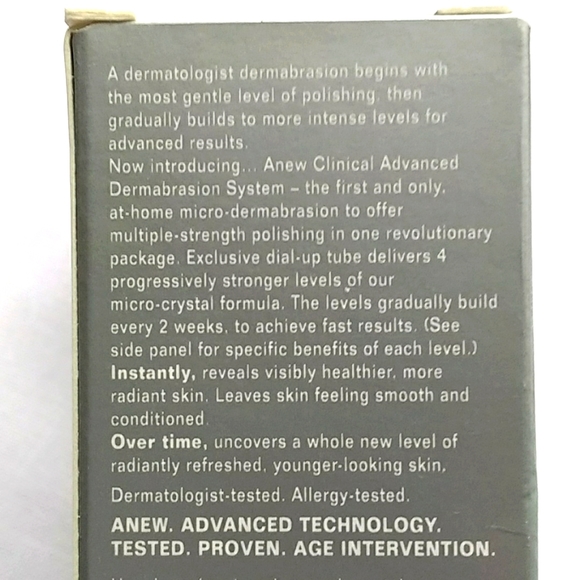 A dermatologist dermabrasion begins with
the most gentle level of polishing, then
gradually builds to more intense levels for
advanced results.
Now introducing... Anew Clinical Advanced
Dermabrasion System – the first and only,
at-home micro-dermabrasion to offer
multiple-strength polishing in one revolutionary
package. Exclusive dial-up tube delivers 4
progressively stronger levels of our
micro-crystal formula. The levels gradually build
every 2 weeks, to achieve fast results. (See
side panel for specific benefits of each level.)
Instantly, reveals visibly healthier, more
radiant skin. Leaves skin feeling smooth and
conditioned.
Over time, uncovers a whole new level of
radiantly refreshed, younger-looking skin.
Dermatologist-tested. Allergy-tested.
ANEW. ADVANCED TECHNOLOGY.
TESTED. PROVEN. AGE INTERVENTION.